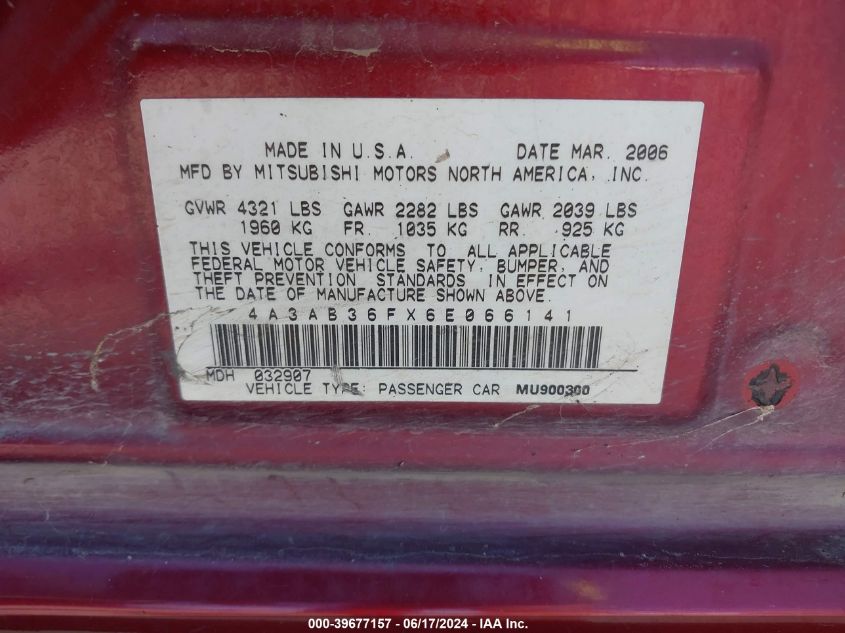 MADE IN U.S.A. DATE MAR. 2006
MFD BY MITSUBISHI MOTORS NORTH AMERICA, INC.
GVWR 4321 LBS GAWR 2282 LBS GAWR 2039 LBS
1960 KG FR. 1035 KG RR. 925 KG
THIS VEHICLE CONFORMS TO ALL APPLICABLE
FEDERAL MOTOR VEHICLE SAFETY, BUMPER, AND
THEFT PREVENTION STANDARDS IN EFFECT ON
THE DATE OF MANUFACTURE SHOWN ABOVE.
4A3AB36FX6E066141
MDH 032907
VEHICLE TYPE: PASSENGER CAR MU900300
000-39677157 - 06/17/2024 - IAA Inc.